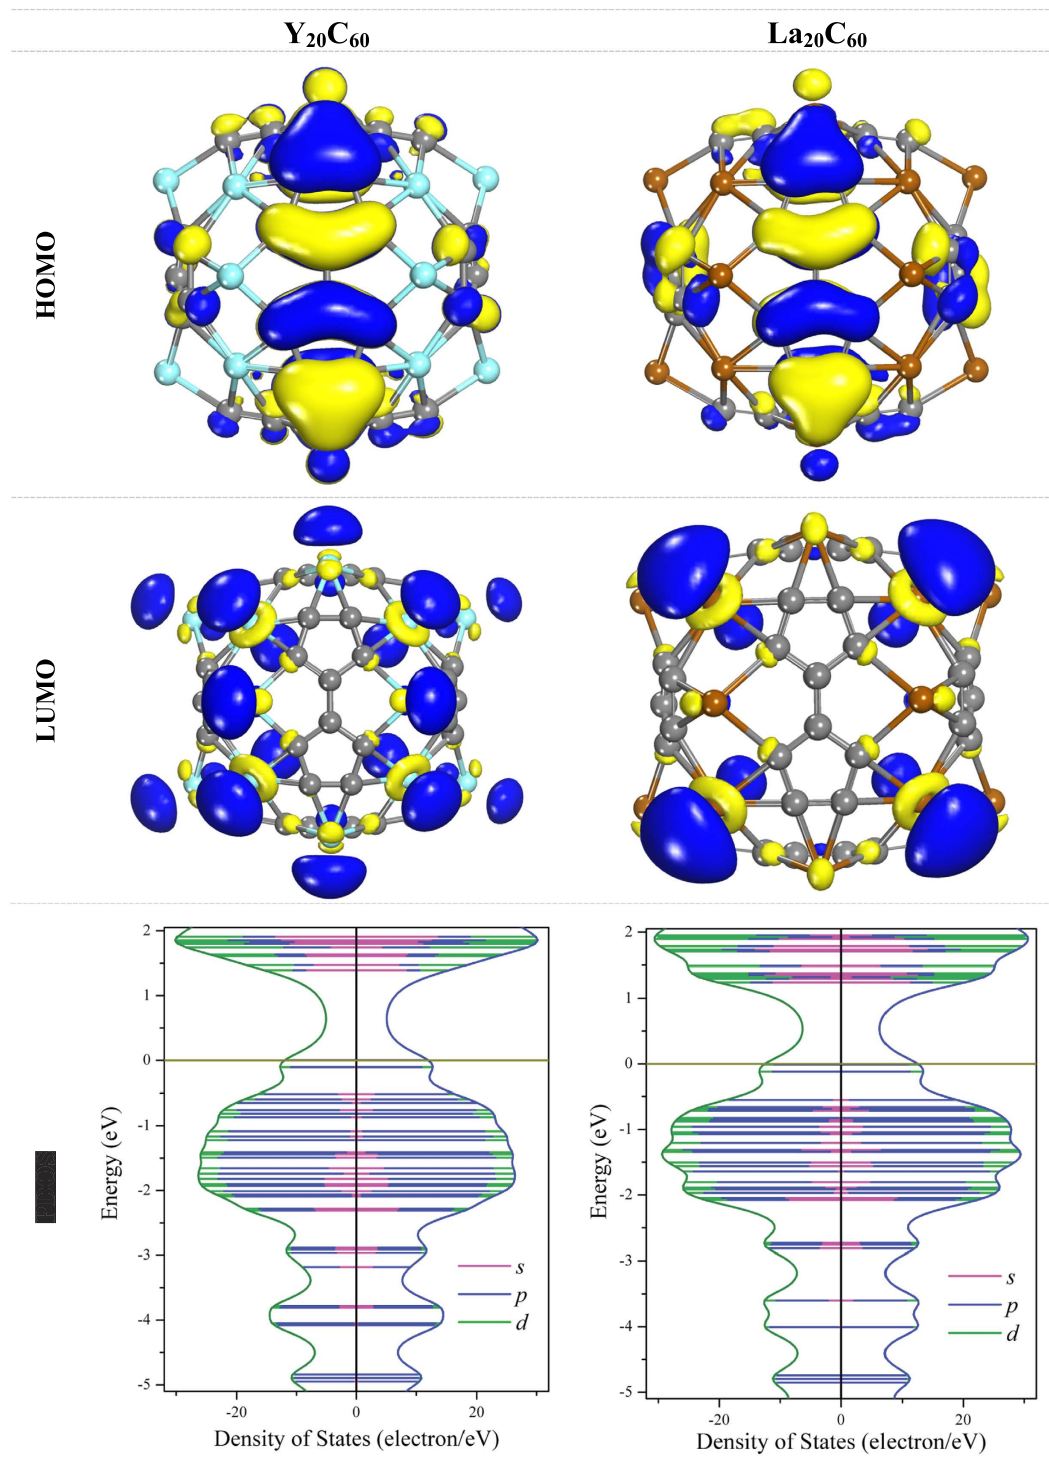 Y₂₀C₆₀ La₂₀C₆₀
HOMO
LUMO
PDOS
2
1
0
-1
-2
-3
-4
-5
Energy (eV)
s
p
d
-20 0 20
Density of States (electron/eV)
2
1
0
-1
-2
-3
-4
-5
Energy (eV)
s
p
d
-20 0 20
Density of States (electron/eV)